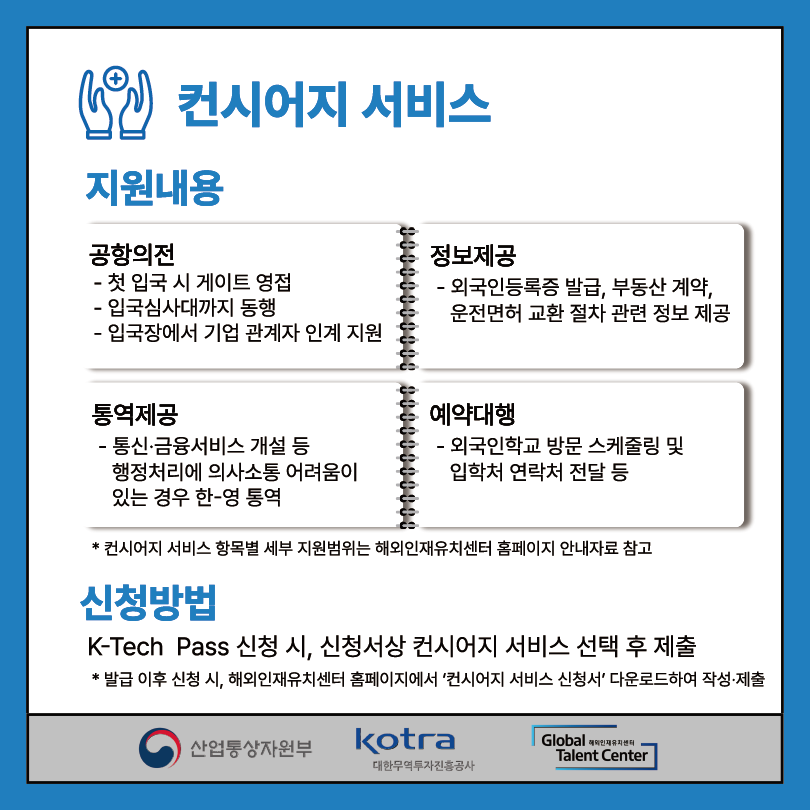 컨시어지 서비스
지원내용
공항의전
- 첫 입국 시 게이트 영접
- 입국심사대까지 동행
- 입국장에서 기업 관계자 인계 지원
정보제공
- 외국인등록증 발급, 부동산 계약,
운전면허 교환 절차 관련 정보 제공
통역제공
- 통신·금융서비스 개설 등
행정처리에 의사소통 어려움이
있는 경우 한-영 통역
예약대행
- 외국인학교 방문 스케줄링 및
입학처 연락처 전달 등
* 컨시어지 서비스 항목별 세부 지원범위는 해외인재유치센터 홈페이지 안내자료 참고
신청방법
K-Tech Pass 신청 시, 신청서상 컨시어지 서비스 선택 후 제출
* 발급 이후 신청 시, 해외인재유치센터 홈페이지에서 ‘컨시어지 서비스 신청서’ 다운로드하여 작성·제출
산업통상자원부
kotra
대한무역투자진흥공사
Global 해외인재유치센터
Talent Center